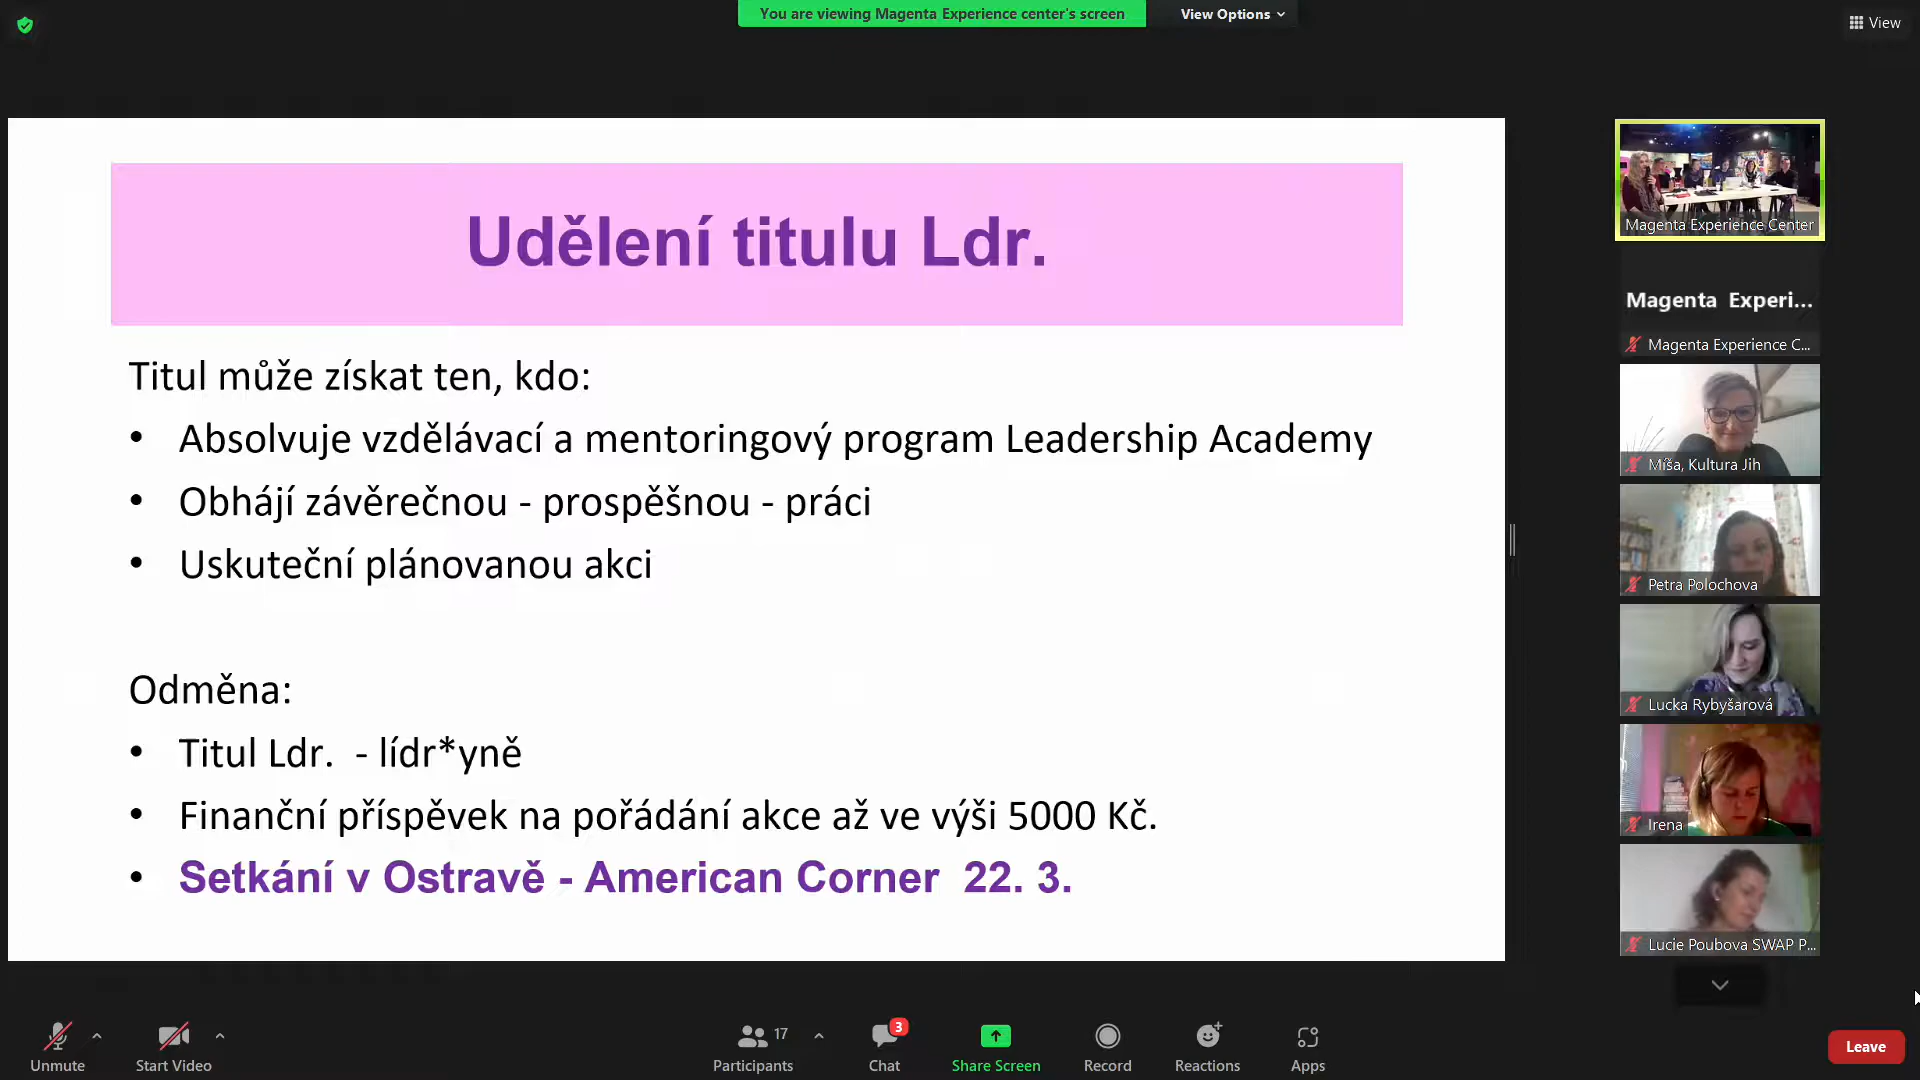 You are viewing Magenta Experience center's screen
View Options
View
Udělení titulu Ldr.
Titul může získat ten, kdo:
• Absolvuje vzdělávací a mentoringový program Leadership Academy
• Obhájí závěrečnou - prospěšnou - práci
• Uskuteční plánovanou akci
Odměna:
• Titul Ldr.  - lídr*yně
• Finanční příspěvek na pořádání akce až ve výši 5000 Kč.
• Setkání v Ostravě - American Corner  22. 3.
Magenta Experience Center
Magenta Experi...
Magenta Experience C...
Míša, Kultura Jih
Petra Polochova
Lucka Rybyšarová
Irena
Lucie Poubova SWAP P...
Unmute
Start Video
17
Participants
3
Chat
Share Screen
Record
Reactions
Apps
Leave